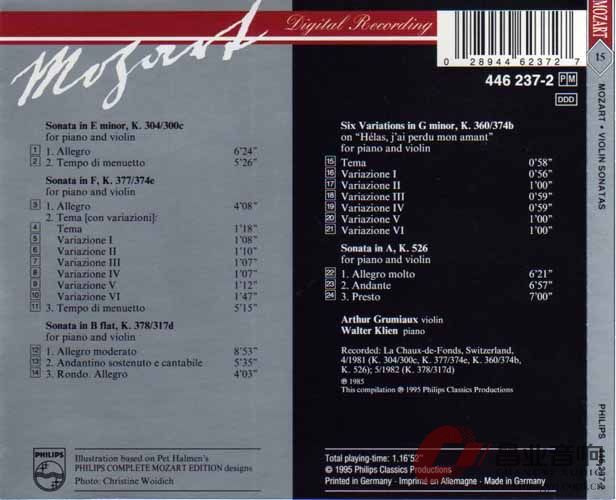 Mozart
Digital Recording
0 28944 62372 7
446 237-2 PM
DDD
Sonata in E minor, K. 304/300c
for piano and violin
1 1. Allegro 6'24"
2 2. Tempo di menuetto 5'26"
Sonata in F, K. 377/374e
for piano and violin
3 1. Allegro 4'08"
2. Tema [con variazioni]:
4 Tema 1'18"
5 Variazione I 1'08"
6 Variazione II 1'10"
7 Variazione III 1'07"
8 Variazione IV 1'07"
9 Variazione V 1'12"
10 Variazione VI 1'47"
11 3. Tempo di menuetto 5'15"
Sonata in B flat, K. 378/317d
for piano and violin
12 1. Allegro moderato 8'53"
13 2. Andantino sostenuto e cantabile 5'35"
14 3. Rondo. Allegro 4'03"
PHILIPS
Illustration based on Pet Halmen's
PHILIPS COMPLETE MOZART EDITION designs
Photo: Christine Woidich
Six Variations in G minor, K. 360/374b
on "Hélas, j'ai perdu mon amant"
for piano and violin
15 Tema 0'58"
16 Variazione I 0'56"
17 Variazione II 1'00"
18 Variazione III 0'59"
19 Variazione IV 0'59"
20 Variazione V 1'00"
21 Variazione VI 1'00"
Sonata in A, K. 526
for piano and violin
22 1. Allegro molto 6'21"
23 2. Andante 6'57"
24 3. Presto 7'00"
Arthur Grumiaux violin
Walter Klien piano
Recorded: La Chaux-de-Fonds, Switzerland,
4/1981 (K. 304/300c, K. 377/374e, K. 360/374b,
K. 526); 5/1982 (K. 378/317d)
℗ 1985
This compilation ℗ 1995 Philips Classics Productions
Total playing-time: 1.16'52"
© 1995 Philips Classics Productions
Made in Germany - Imprimé en Allemagne - Made in Germany
MOZART
15
MOZART • VIOLIN SONATAS
PHILIPS 446 237-2
昌业音响